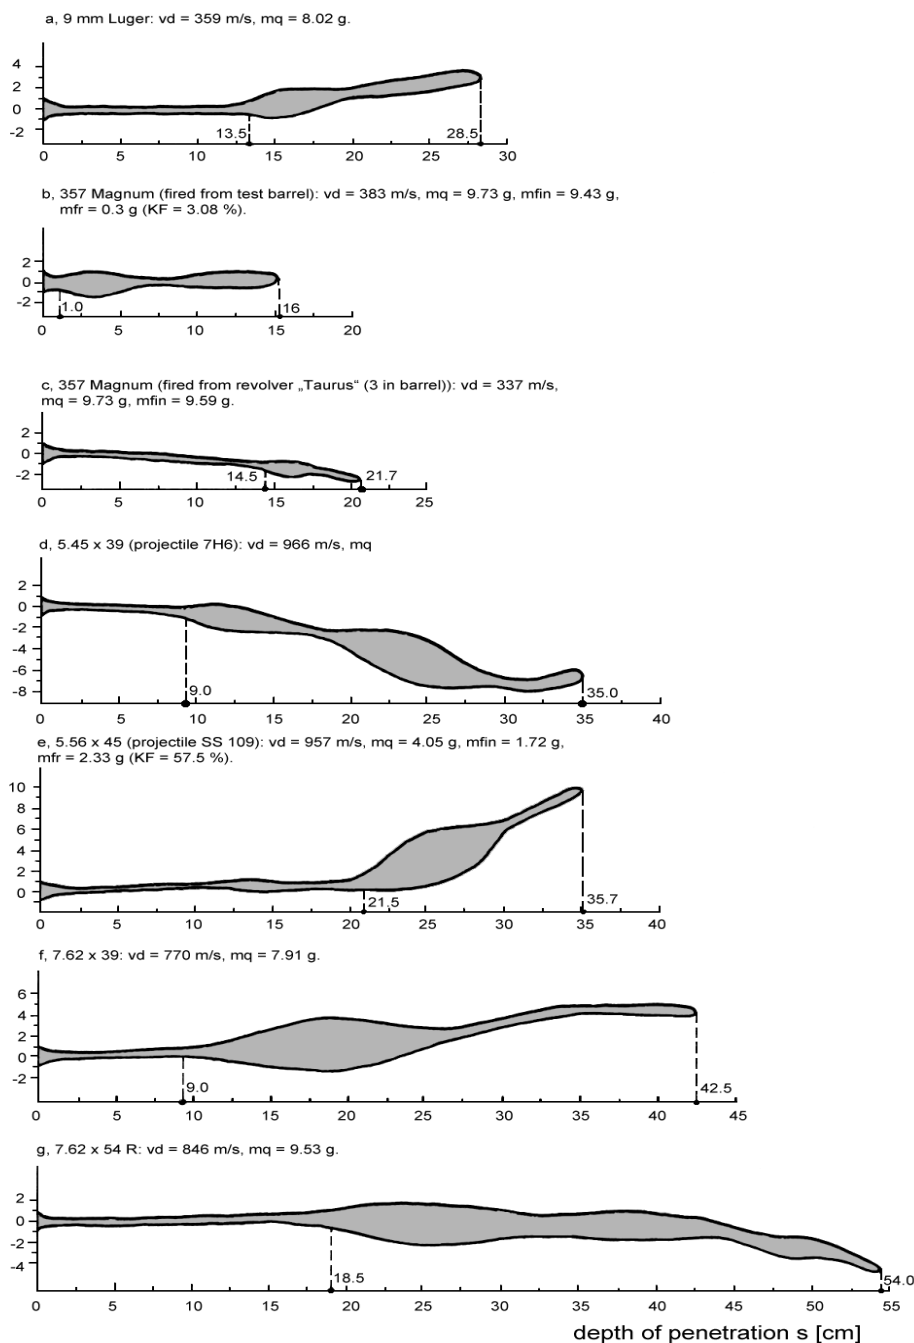 a, 9 mm Luger: vd = 359 m/s, mq = 8.02 g.
4
2
0
-2
13.5
28.5
0 5 10 15 20 25 30
b, 357 Magnum (fired from test barrel): vd = 383 m/s, mq = 9.73 g, mfin = 9.43 g,
mfr = 0.3 g (KF = 3.08 %).
2
0
-2
1.0
16
0 5 10 15 20
c, 357 Magnum (fired from revolver „Taurus“ (3 in barrel)): vd = 337 m/s,
mq = 9.73 g, mfin = 9.59 g.
2
0
-2
14.5
21.7
0 5 10 15 20 25
d, 5.45 x 39 (projectile 7H6): vd = 966 m/s, mq
2
0
-2
-4
-6
-8
9.0
35.0
0 5 10 15 20 25 30 35 40
e, 5.56 x 45 (projectile SS 109): vd = 957 m/s, mq = 4.05 g, mfin = 1.72 g,
mfr = 2.33 g (KF = 57.5 %).
10
8
6
4
2
0
21.5
35.7
0 5 10 15 20 25 30 35 40
f, 7.62 x 39: vd = 770 m/s, mq = 7.91 g.
6
4
2
0
-2
9.0
42.5
0 5 10 15 20 25 30 35 40 45
g, 7.62 x 54 R: vd = 846 m/s, mq = 9.53 g.
2
0
-2
-4
18.5
54.0
0 5 10 15 20 25 30 35 40 45 50 55
depth of penetration s [cm]